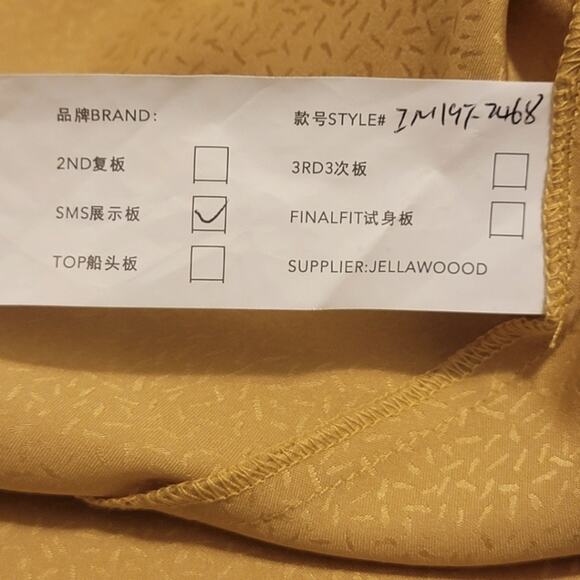 品牌BRAND:
款号STYLE# IM19T-7468
2ND复板
3RD3次板
SMS展示板
FINALFIT试身板
TOP船头板
SUPPLIER:JELLAWOOOD